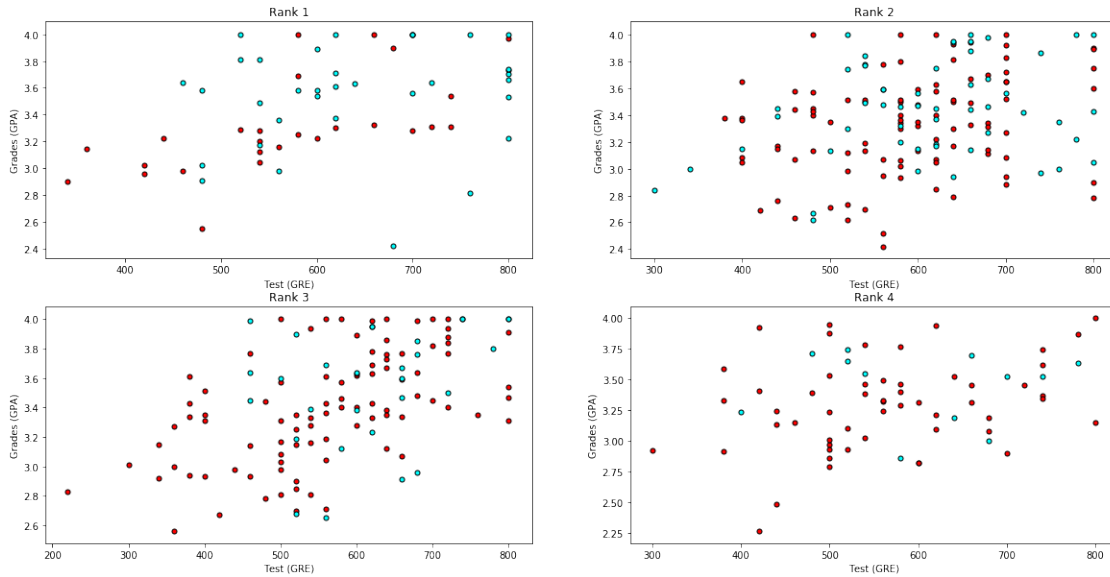 Rank 1
Grades (GPA)
4.0
3.8
3.6
3.4
3.2
3.0
2.8
2.6
2.4
400 500 600 700 800
Test (GRE)
Rank 2
Grades (GPA)
4.0
3.8
3.6
3.4
3.2
3.0
2.8
2.6
2.4
300 400 500 600 700 800
Test (GRE)
Rank 3
Grades (GPA)
4.0
3.8
3.6
3.4
3.2
3.0
2.8
2.6
200 300 400 500 600 700 800
Test (GRE)
Rank 4
Grades (GPA)
4.00
3.75
3.50
3.25
3.00
2.75
2.50
2.25
300 400 500 600 700 800
Test (GRE)